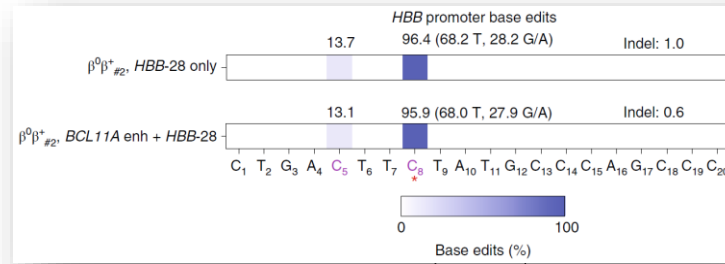 HBB promoter base edits
13.7 96.4 (68.2 T, 28.2 G/A) Indel: 1.0
β⁰β⁺#2, HBB-28 only
13.1 95.9 (68.0 T, 27.9 G/A) Indel: 0.6
β⁰β⁺#2, BCL11A enh + HBB-28
C₁ T₂ G₃ A₄ C₅ T₆ T₇ C₈ T₉ A₁₀ T₁₁ G₁₂ C₁₃ C₁₄ C₁₅ A₁₆ G₁₇ C₁₈ C₁₉ C₂₀
*
0 100
Base edits (%)